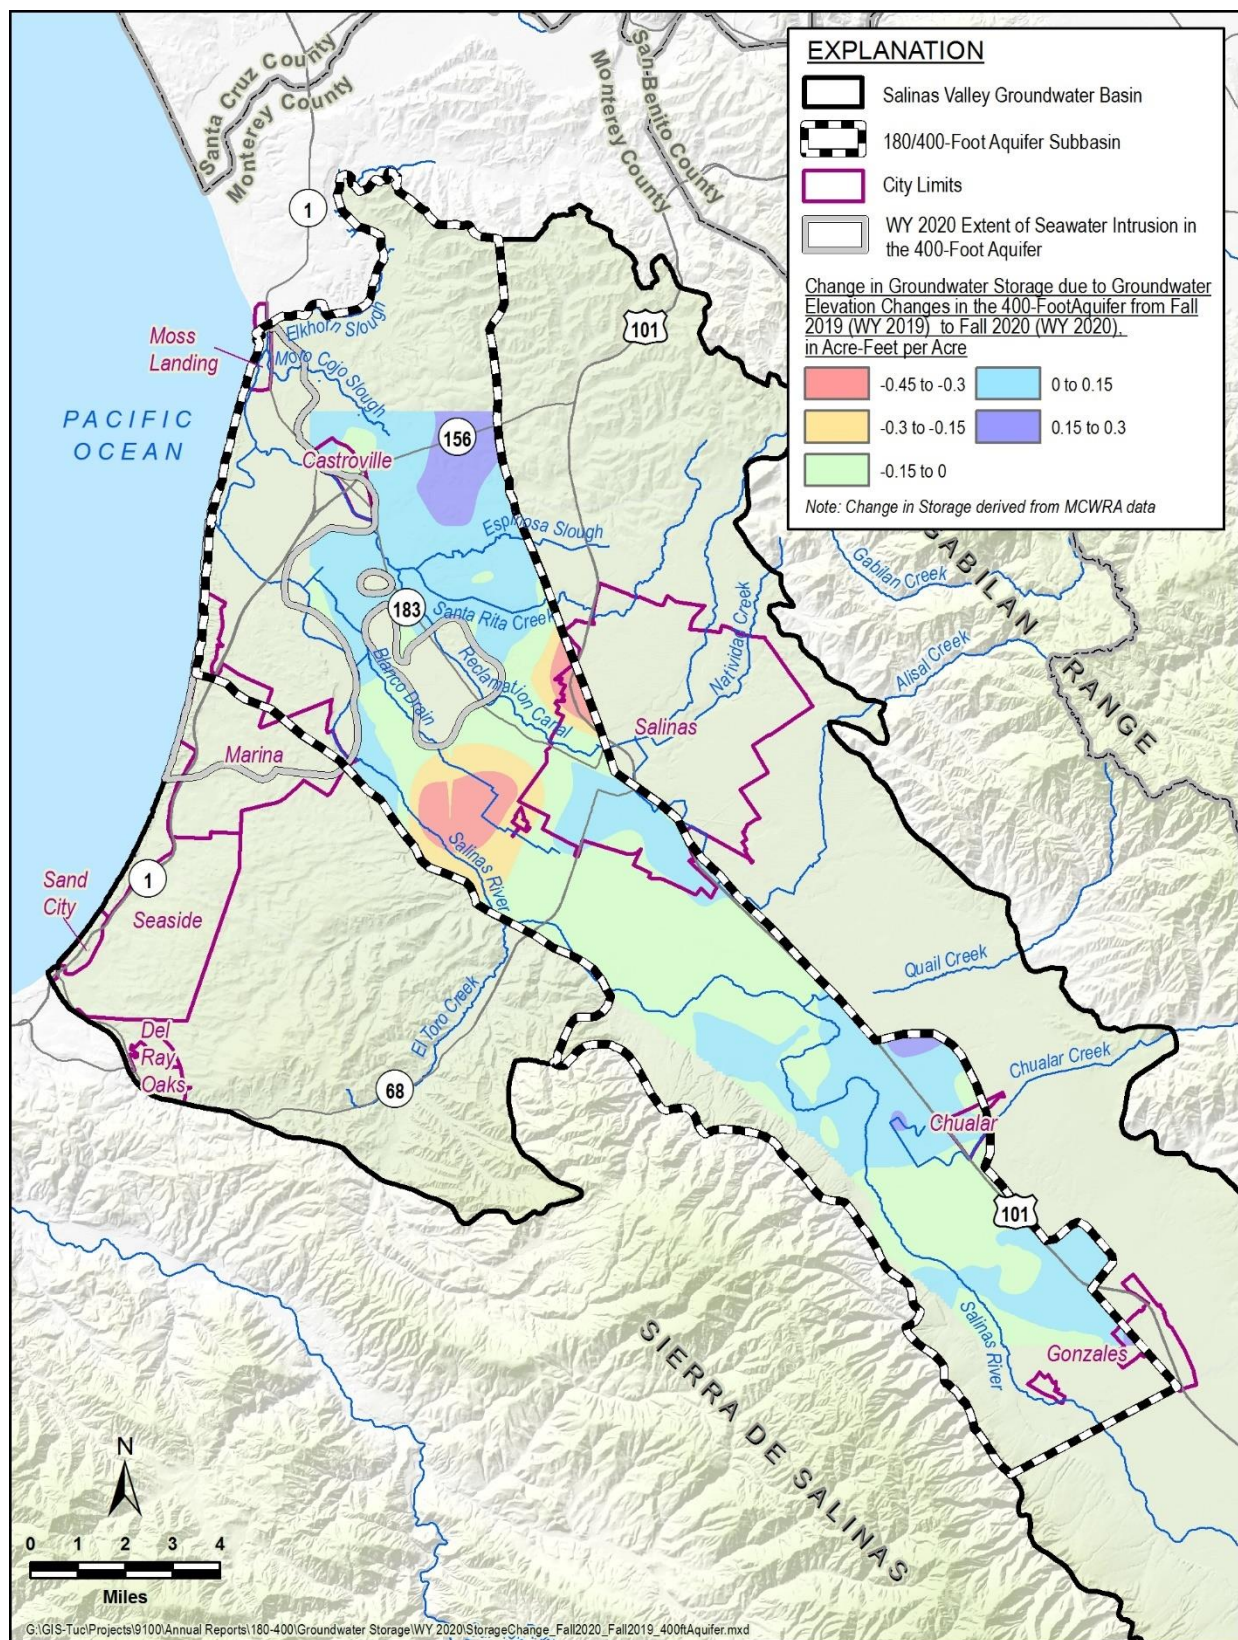 EXPLANATION
Salinas Valley Groundwater Basin
180/400-Foot Aquifer Subbasin
City Limits
WY 2020 Extent of Seawater Intrusion in
the 400-Foot Aquifer
Change in Groundwater Storage due to Groundwater
Elevation Changes in the 400-FootAquifer from Fall
2019 (WY 2019) to Fall 2020 (WY 2020),
in Acre-Feet per Acre
-0.45 to -0.3
0 to 0.15
-0.3 to -0.15
0.15 to 0.3
-0.15 to 0
Note: Change in Storage derived from MCWRA data
Santa Cruz County
Monterey County
San-Benito County
Monterey County
1
101
Elkhorn Slough
Moss
Landing
Moro Cojo Slough
PACIFIC
OCEAN
156
Castroville
Espinosa Slough
GABILAN
RANGE
Gabilan Creek
183
Santa Rita Creek
Natividad Creek
Alisal Creek
Blanco Drain
Reclamation Canal
Salinas
Marina
Salinas River
Sand
City
1
Seaside
Quail Creek
El Toro Creek
Del
Ray
Oaks
68
Chualar Creek
Chualar
101
Salinas River
Gonzales
SIERRA DE SALINAS
N
0 1 2 3 4
Miles
G:\GIS-Tuc\Projects\9100\Annual Reports\180-400\Groundwater Storage\WY 2020\StorageChange_Fall2020_Fall2019_400ftAquifer.mxd